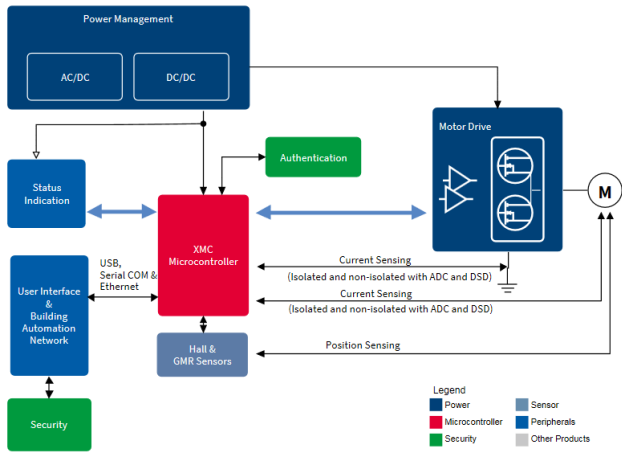 Power Management
AC/DC
DC/DC
Motor Drive
Authentication
Status
Indication
M
XMC
Microcontroller
USB,
Serial COM &
Ethernet
Current Sensing
(Isolated and non-isolated with ADC and DSD)
User Interface
&
Building
Automation
Network
Current Sensing
(Isolated and non-isolated with ADC and DSD)
Hall &
GMR Sensors
Position Sensing
Security
Legend
Power
Sensor
Microcontroller
Peripherals
Security
Other Products